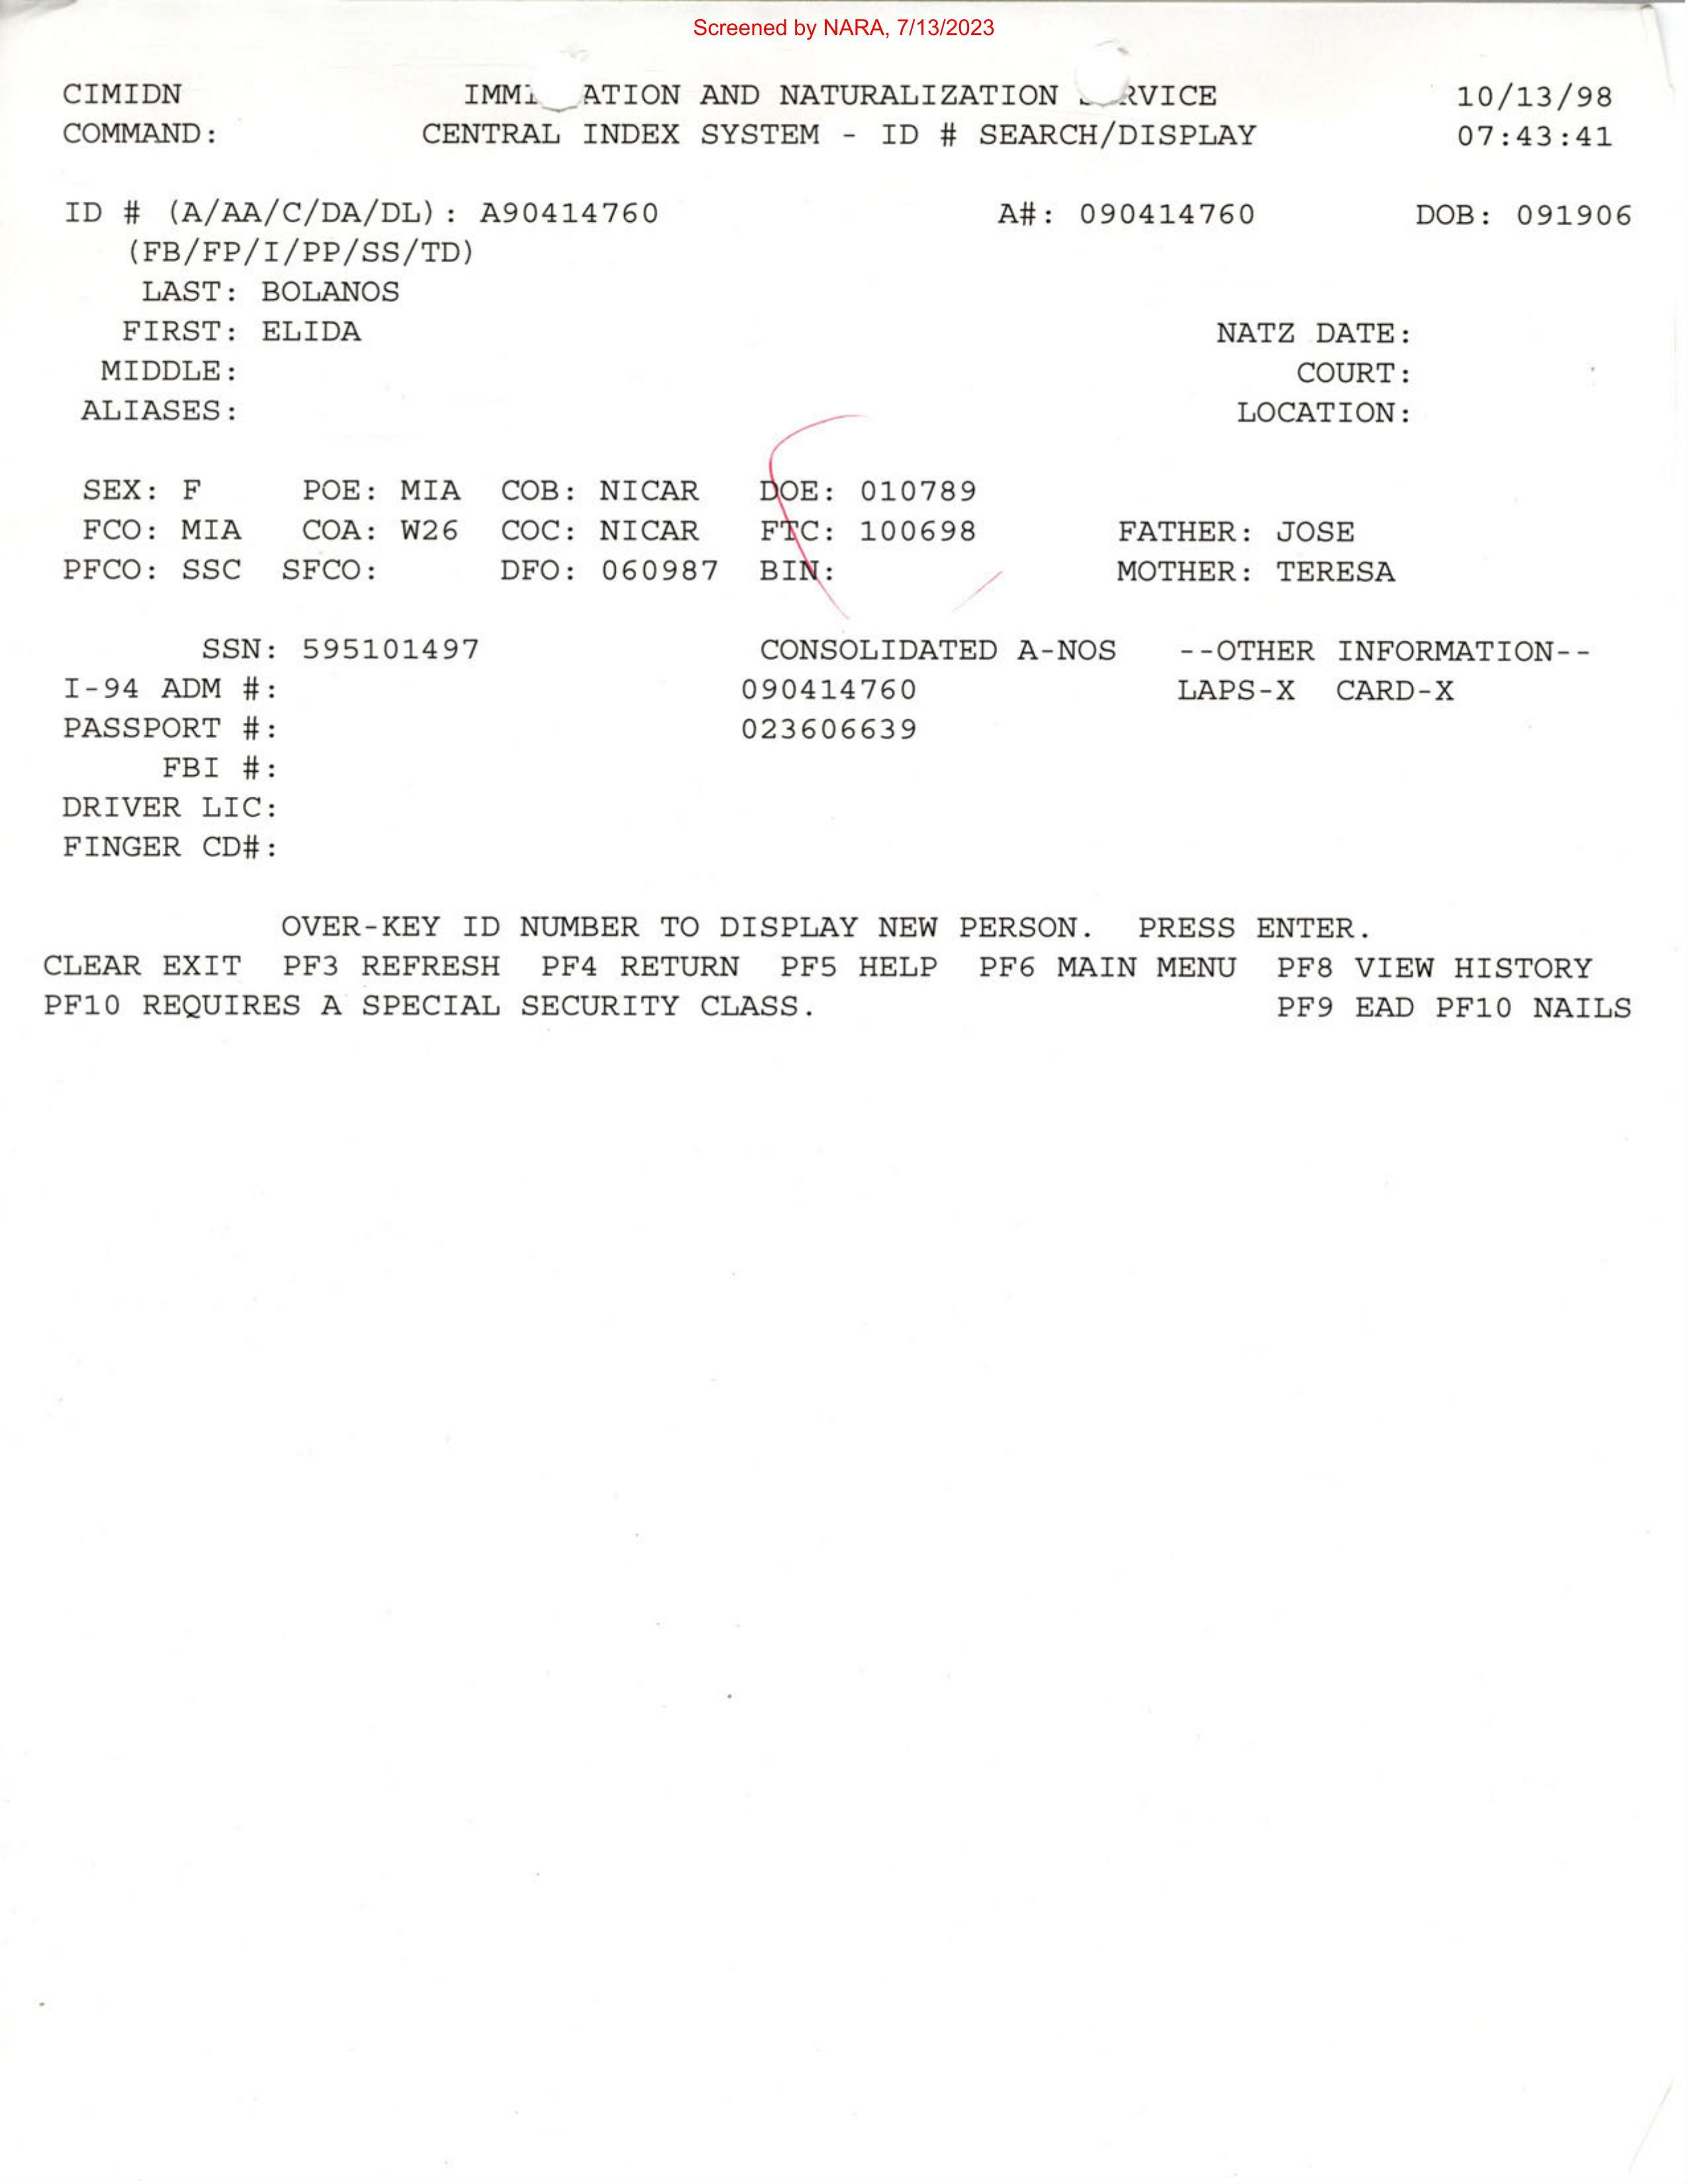 Screened by NARA, 7/13/2023
CIMIDN AND NATURALIZATION 10/13/98
COMMAND: CENTRAL INDEX SYSTEM - ID # SEARCH/DISPLAY 07:43:41
ID # (A/AA/C/DA/DL): A90414760 A#: 090414760 DOB: 091906
(FB/FP/I/PP/SS/TD)
LAST: BOLANOS
FIRST: ELIDA NATZ DATE:
MIDDLE: COURT:
ALIASES: LOCATION:
SEX: F POE: MIA COB: NICAR DOE: 010789
FCO: MIA COA: W26 COC: NICAR FTC: 100698 FATHER: JOSE
PFCO: SSC SFCO: DFO: 060987 BIN: MOTHER: TERESA
SSN: 595101497 CONSOLIDATED A-NOS --OTHER INFORMATION--
I-94 ADM #: 090414760 LAPS-X CARD-X
PASSPORT #: 023606639
FBI #:
DRIVER LIC:
FINGER CD#:
OVER-KEY ID NUMBER TO DISPLAY NEW PERSON. PRESS ENTER.
CLEAR EXIT PF3 REFRESH PF4 RETURN PF5 HELP PF6 MAIN MENU PF8 VIEW HISTORY
PF10 REQUIRES A SPECIAL SECURITY CLASS. PF9 EAD PF10 NAILS